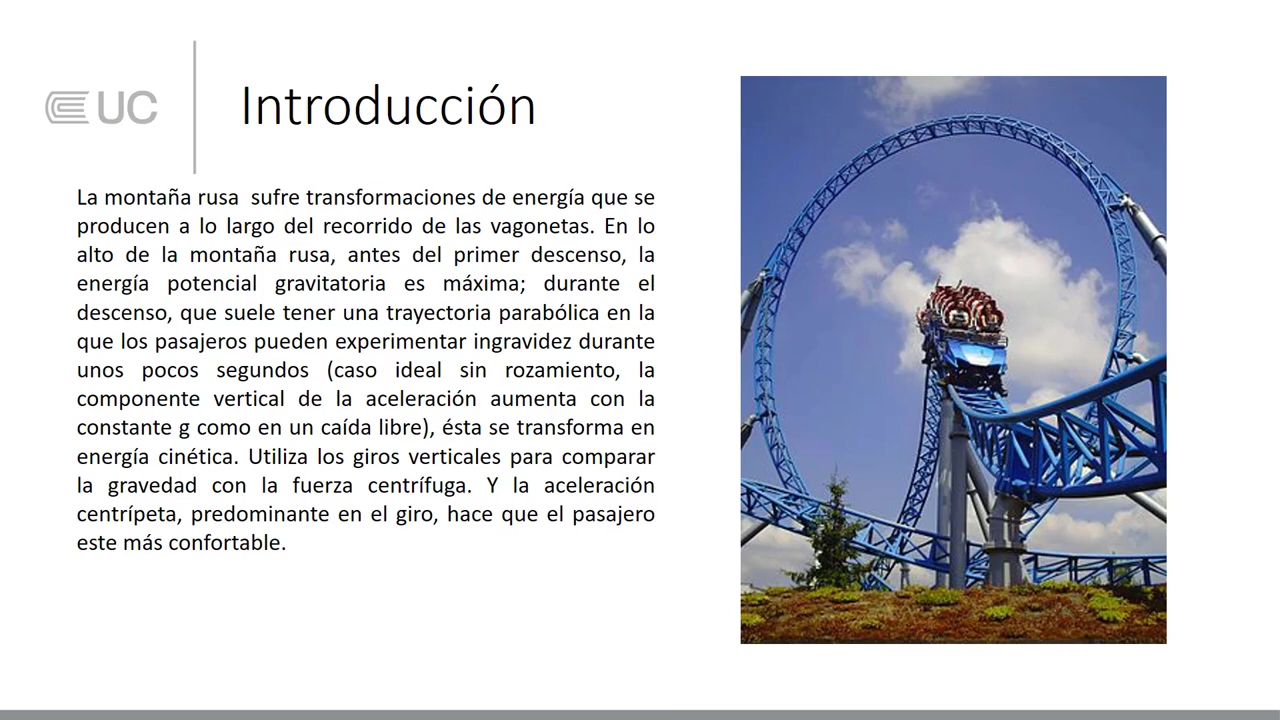 UC
Introducción
La montaña rusa  sufre transformaciones de energía que se
producen a lo largo del recorrido de las vagonetas. En lo
alto de la montaña rusa, antes del primer descenso, la
energía potencial gravitatoria es máxima; durante el
descenso, que suele tener una trayectoria parabólica en la
que los pasajeros pueden experimentar ingravidez durante
unos pocos segundos (caso ideal sin rozamiento, la
componente vertical de la aceleración aumenta con la
constante g como en un caída libre), ésta se transforma en
energía cinética. Utiliza los giros verticales para comparar
la gravedad con la fuerza centrífuga. Y la aceleración
centrípeta, predominante en el giro, hace que el pasajero
este más confortable.